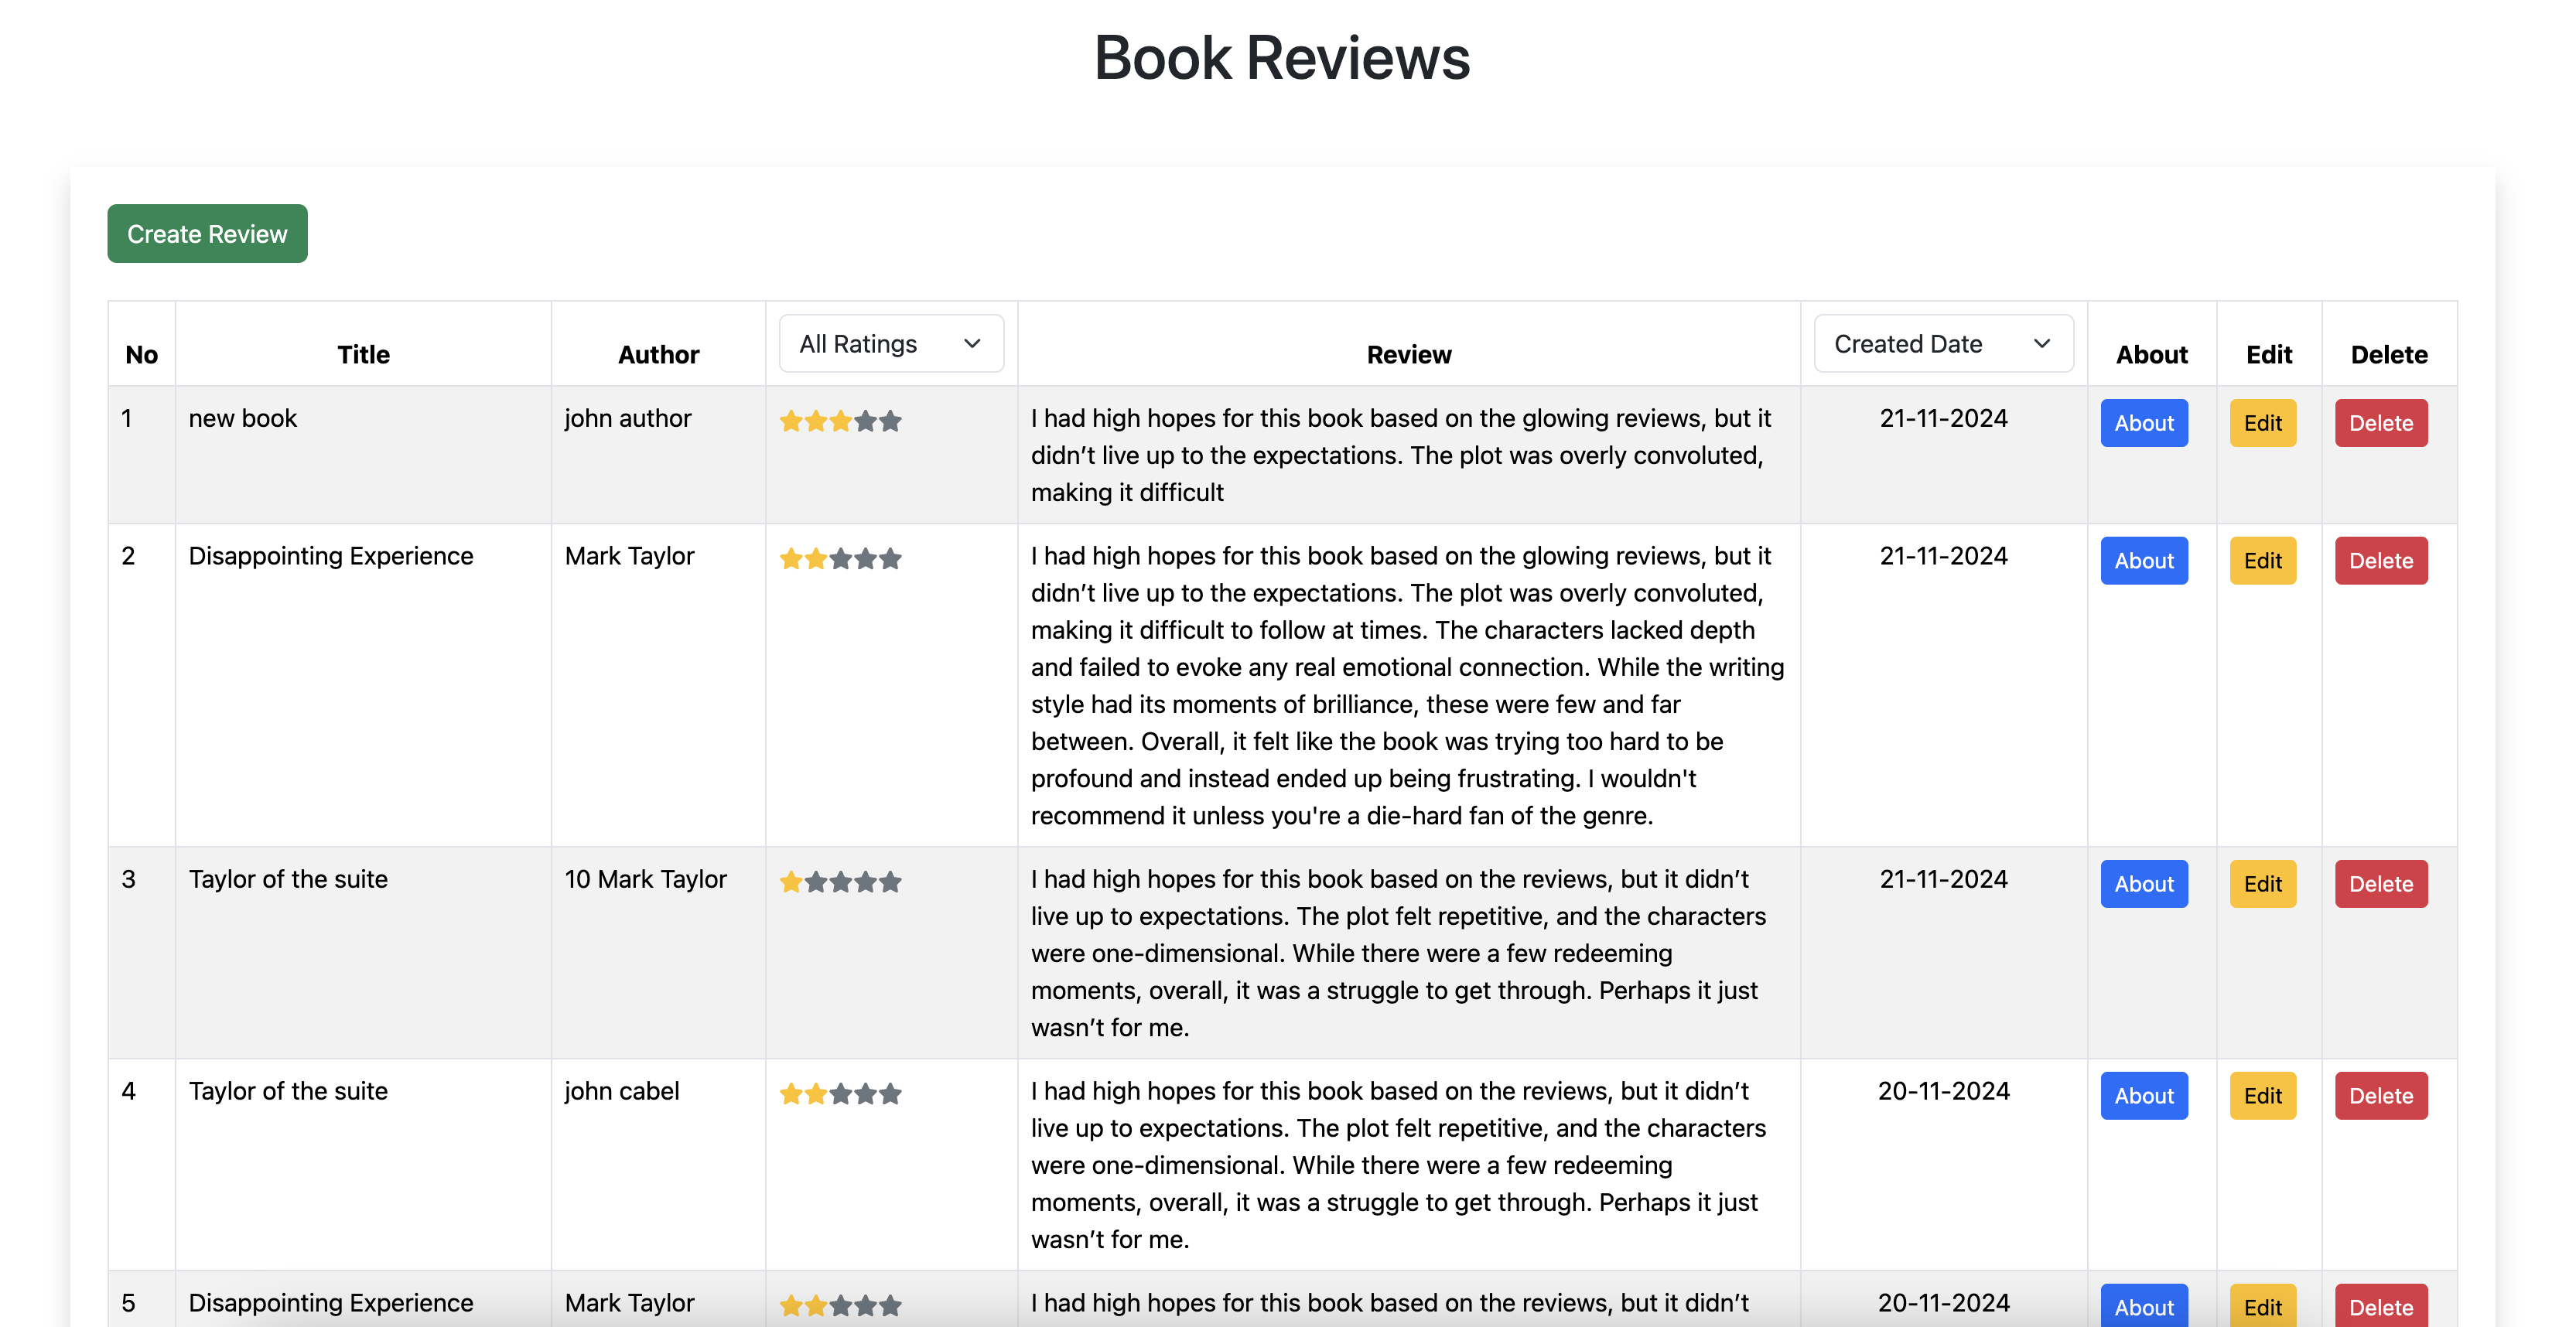 Book Reviews
Create Review
No Title Author All Ratings Review Created Date About Edit Delete
1 new book john author I had high hopes for this book based on the glowing reviews, but it 21-11-2024 About Edit Delete
didn’t live up to the expectations. The plot was overly convoluted,
making it difficult
2 Disappointing Experience Mark Taylor I had high hopes for this book based on the glowing reviews, but it 21-11-2024 About Edit Delete
didn’t live up to the expectations. The plot was overly convoluted,
making it difficult to follow at times. The characters lacked depth
and failed to evoke any real emotional connection. While the writing
style had its moments of brilliance, these were few and far
between. Overall, it felt like the book was trying too hard to be
profound and instead ended up being frustrating. I wouldn't
recommend it unless you're a die-hard fan of the genre.
3 Taylor of the suite 10 Mark Taylor I had high hopes for this book based on the reviews, but it didn’t 21-11-2024 About Edit Delete
live up to expectations. The plot felt repetitive, and the characters
were one-dimensional. While there were a few redeeming
moments, overall, it was a struggle to get through. Perhaps it just
wasn’t for me.
4 Taylor of the suite john cabel I had high hopes for this book based on the reviews, but it didn’t 20-11-2024 About Edit Delete
live up to expectations. The plot felt repetitive, and the characters
were one-dimensional. While there were a few redeeming
moments, overall, it was a struggle to get through. Perhaps it just
wasn’t for me.
5 Disappointing Experience Mark Taylor I had high hopes for this book based on the reviews, but it didn’t 20-11-2024 About Edit Delete